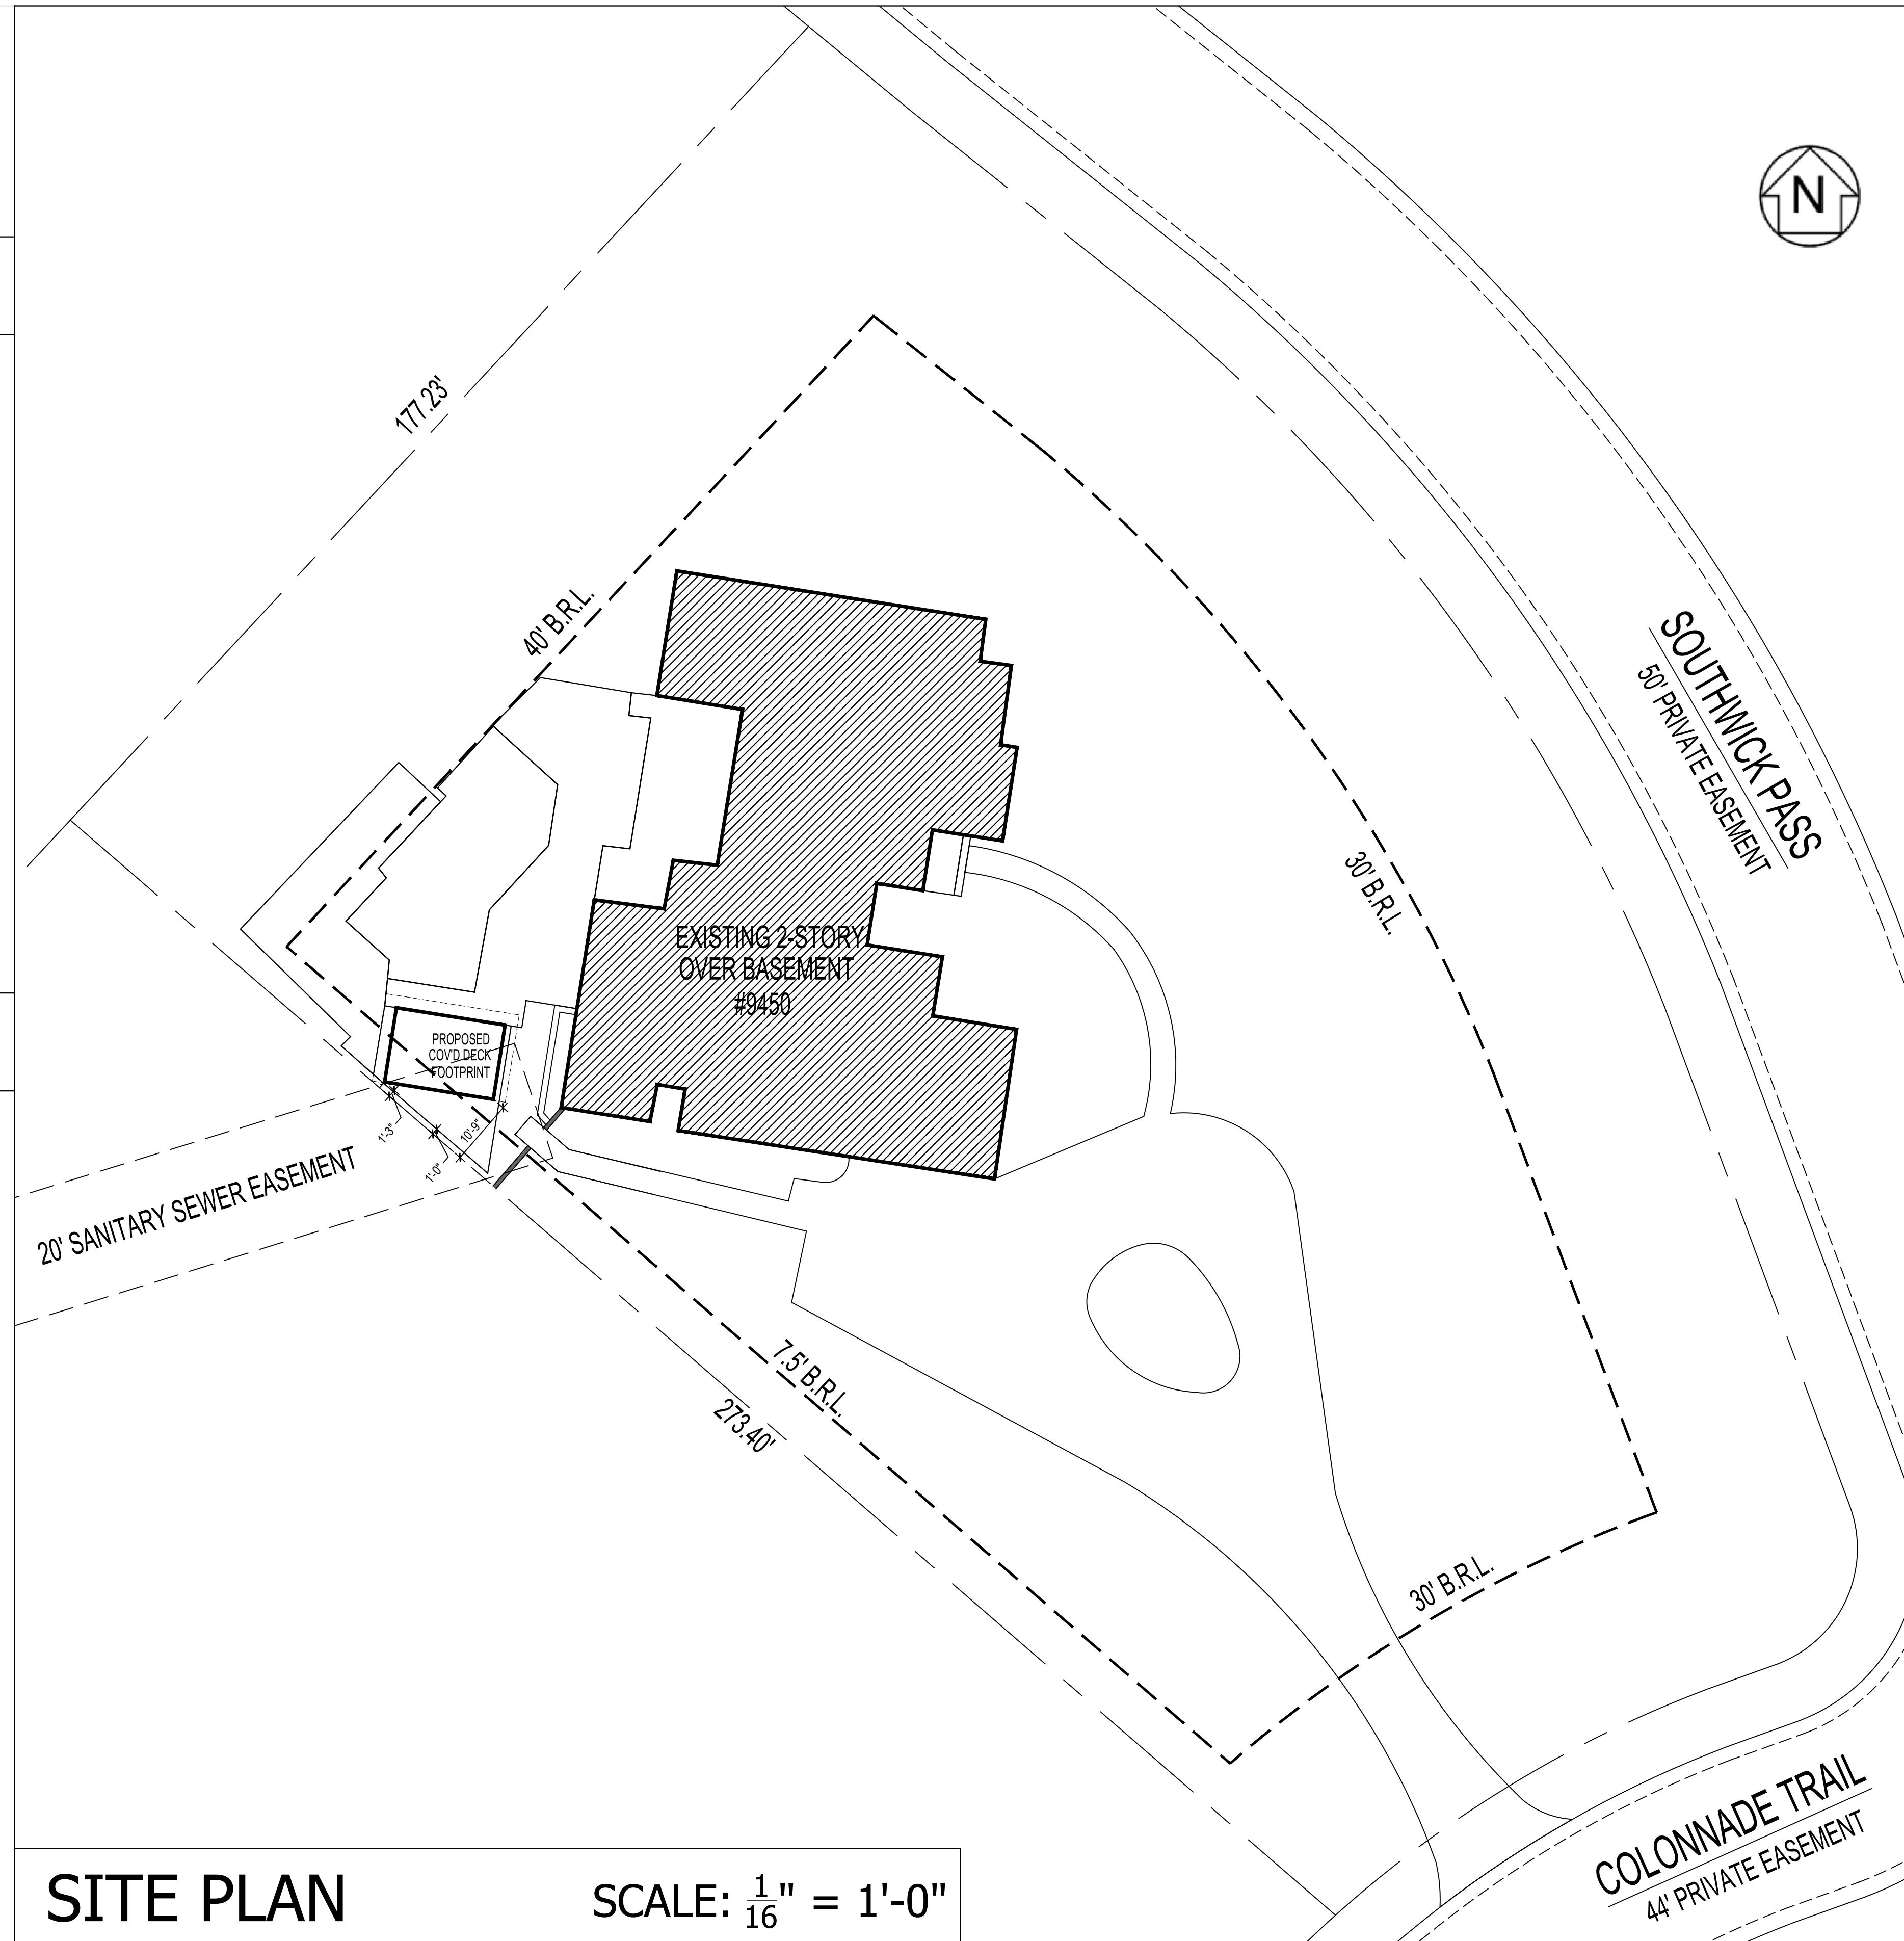 N
177.23'
40' B.R.L.
SOUTHWICK PASS
50' PRIVATE EASEMENT
30' B.R.L.
EXISTING 2-STORY
OVER BASEMENT
#9450
PROPOSED
COV'D DECK
FOOTPRINT
1'-3"
10'-9"
1'-0"
20' SANITARY SEWER EASEMENT
7.5' B.R.L.
273.40'
30' B.R.L.
COLONNADE TRAIL
44' PRIVATE EASEMENT
SITE PLAN
SCALE: 1/16" = 1'-0"